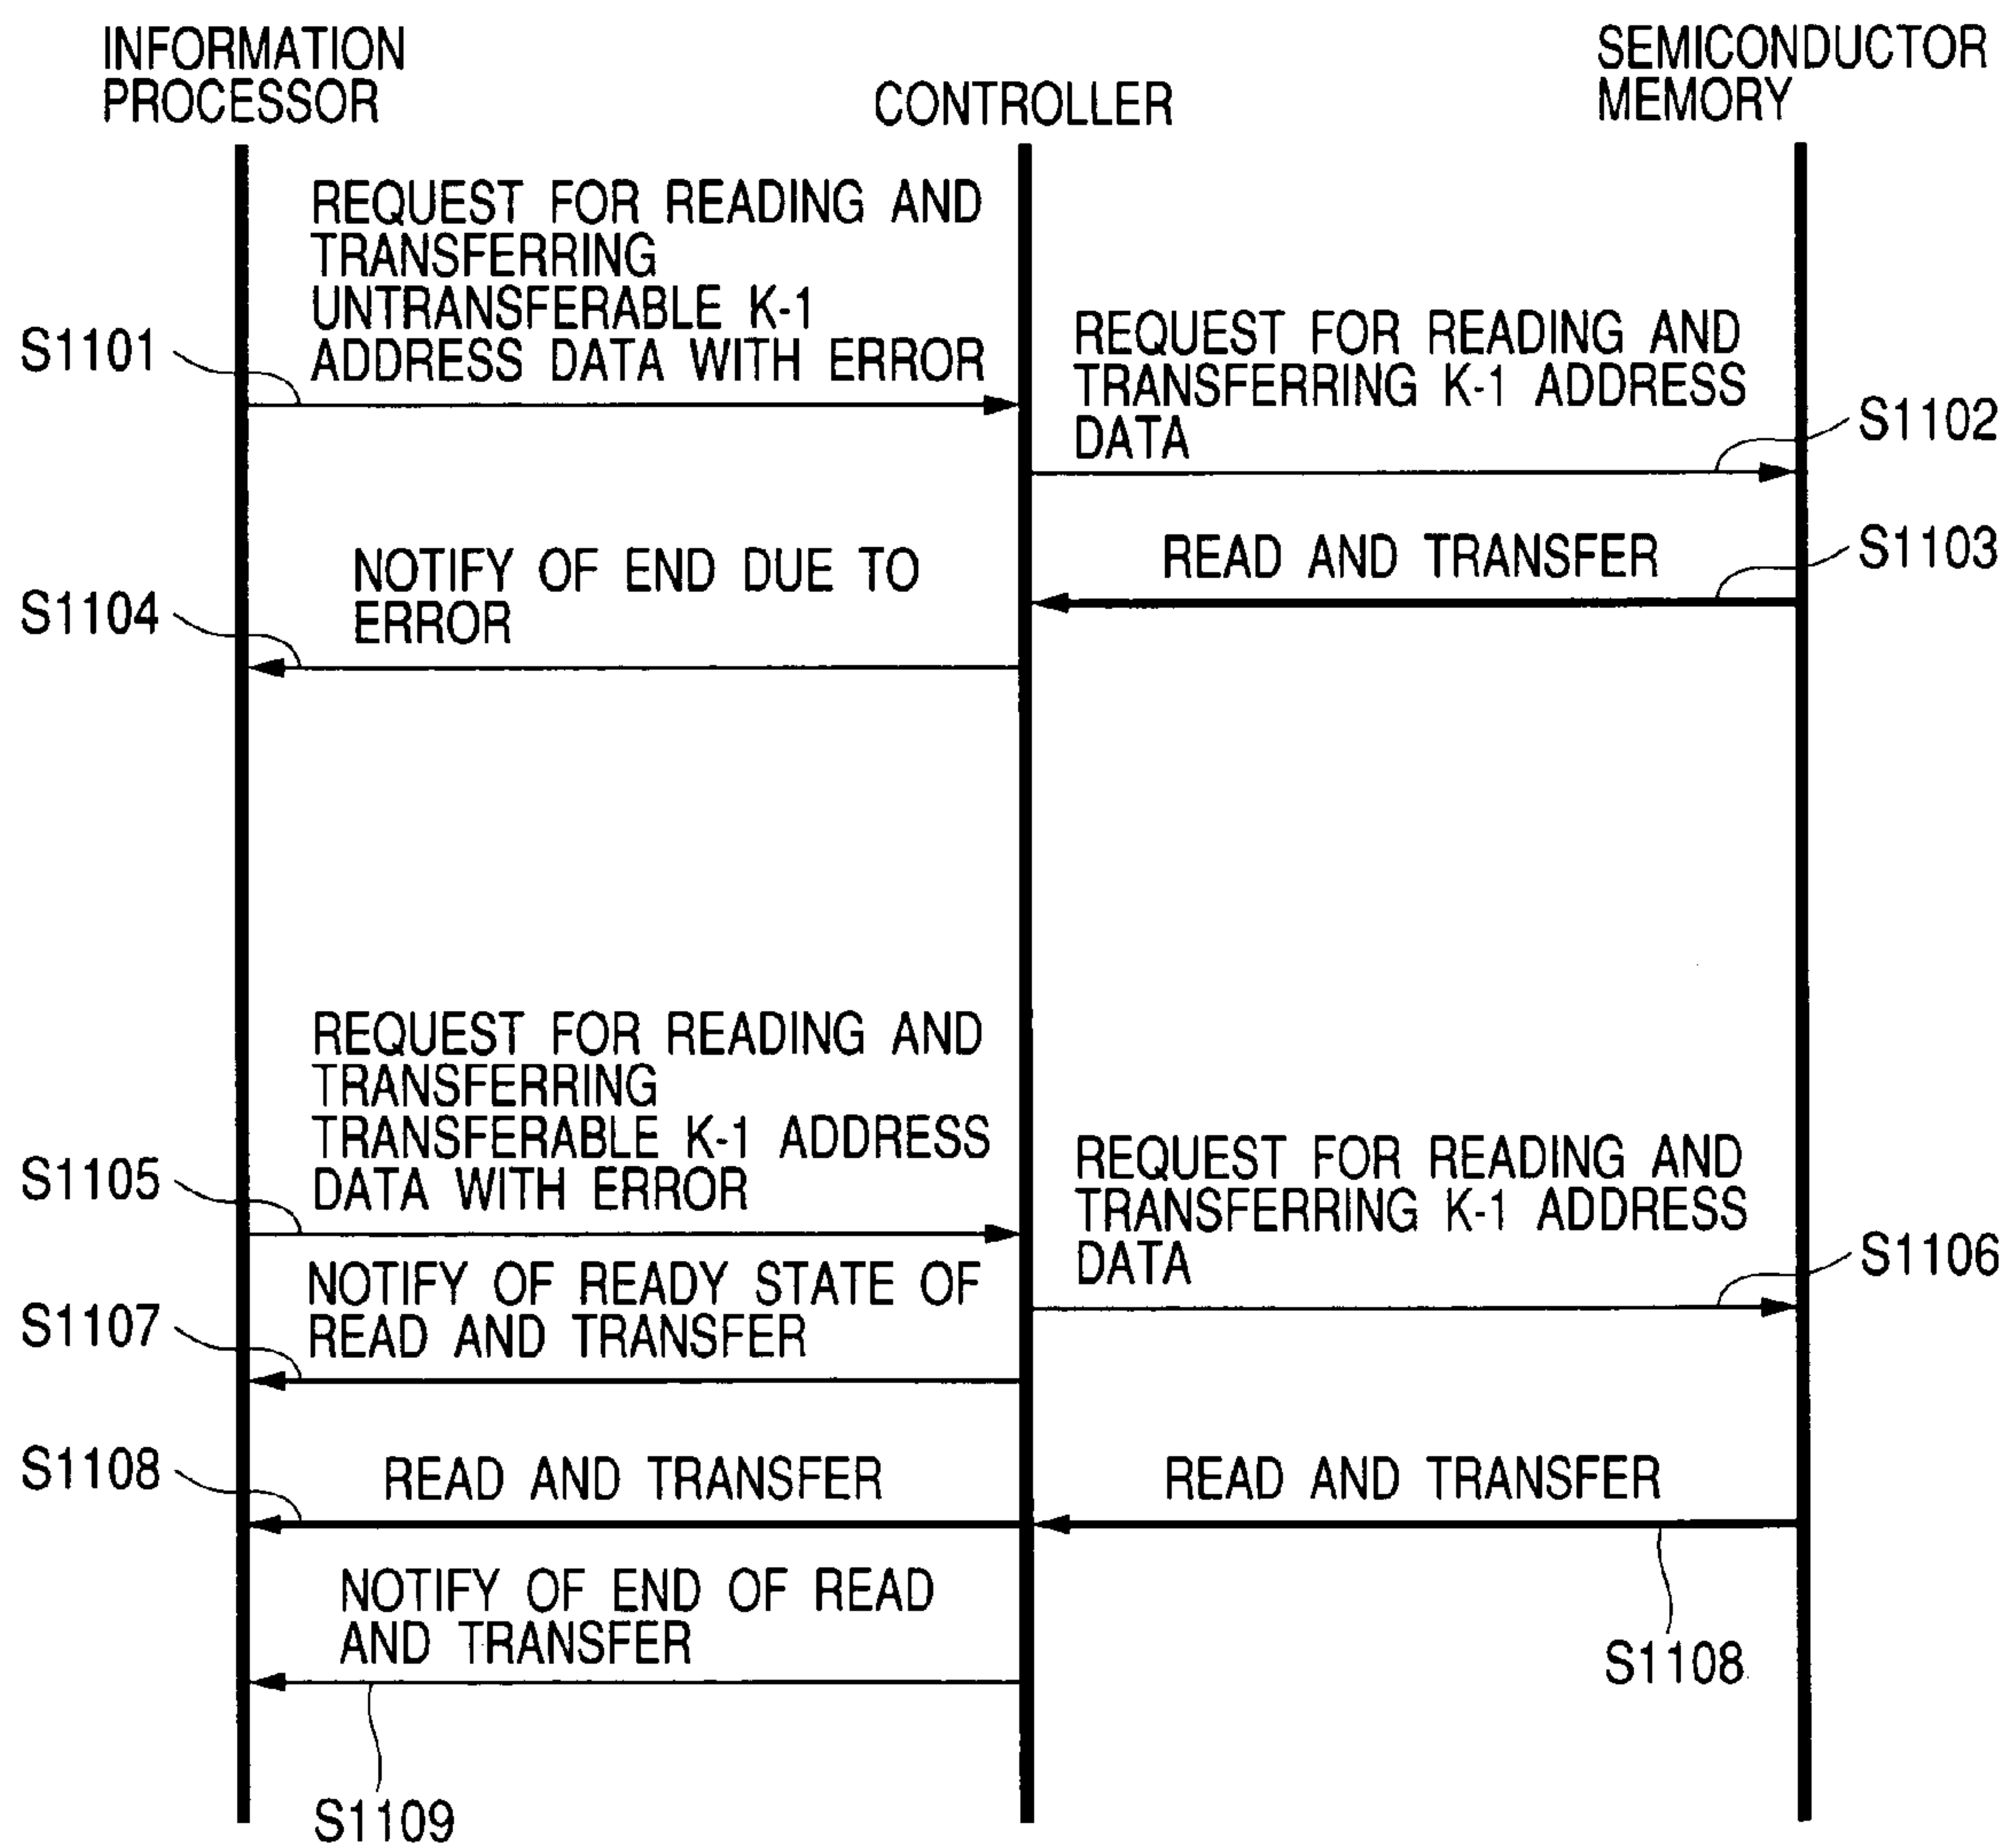 INFORMATION
PROCESSOR
CONTROLLER
SEMICONDUCTOR
MEMORY
REQUEST FOR READING AND
TRANSFERRING
UNTRANSFERABLE K-1
ADDRESS DATA WITH ERROR
S1101
REQUEST FOR READING AND
TRANSFERRING K-1 ADDRESS
DATA
S1102
READ AND TRANSFER
S1103
NOTIFY OF END DUE TO
ERROR
S1104
REQUEST FOR READING AND
TRANSFERRING
TRANSFERABLE K-1 ADDRESS
DATA WITH ERROR
S1105
REQUEST FOR READING AND
TRANSFERRING K-1 ADDRESS
DATA
S1106
NOTIFY OF READY STATE OF
READ AND TRANSFER
S1107
S1108
READ AND TRANSFER
READ AND TRANSFER
S1108
NOTIFY OF END OF READ
AND TRANSFER
S1109